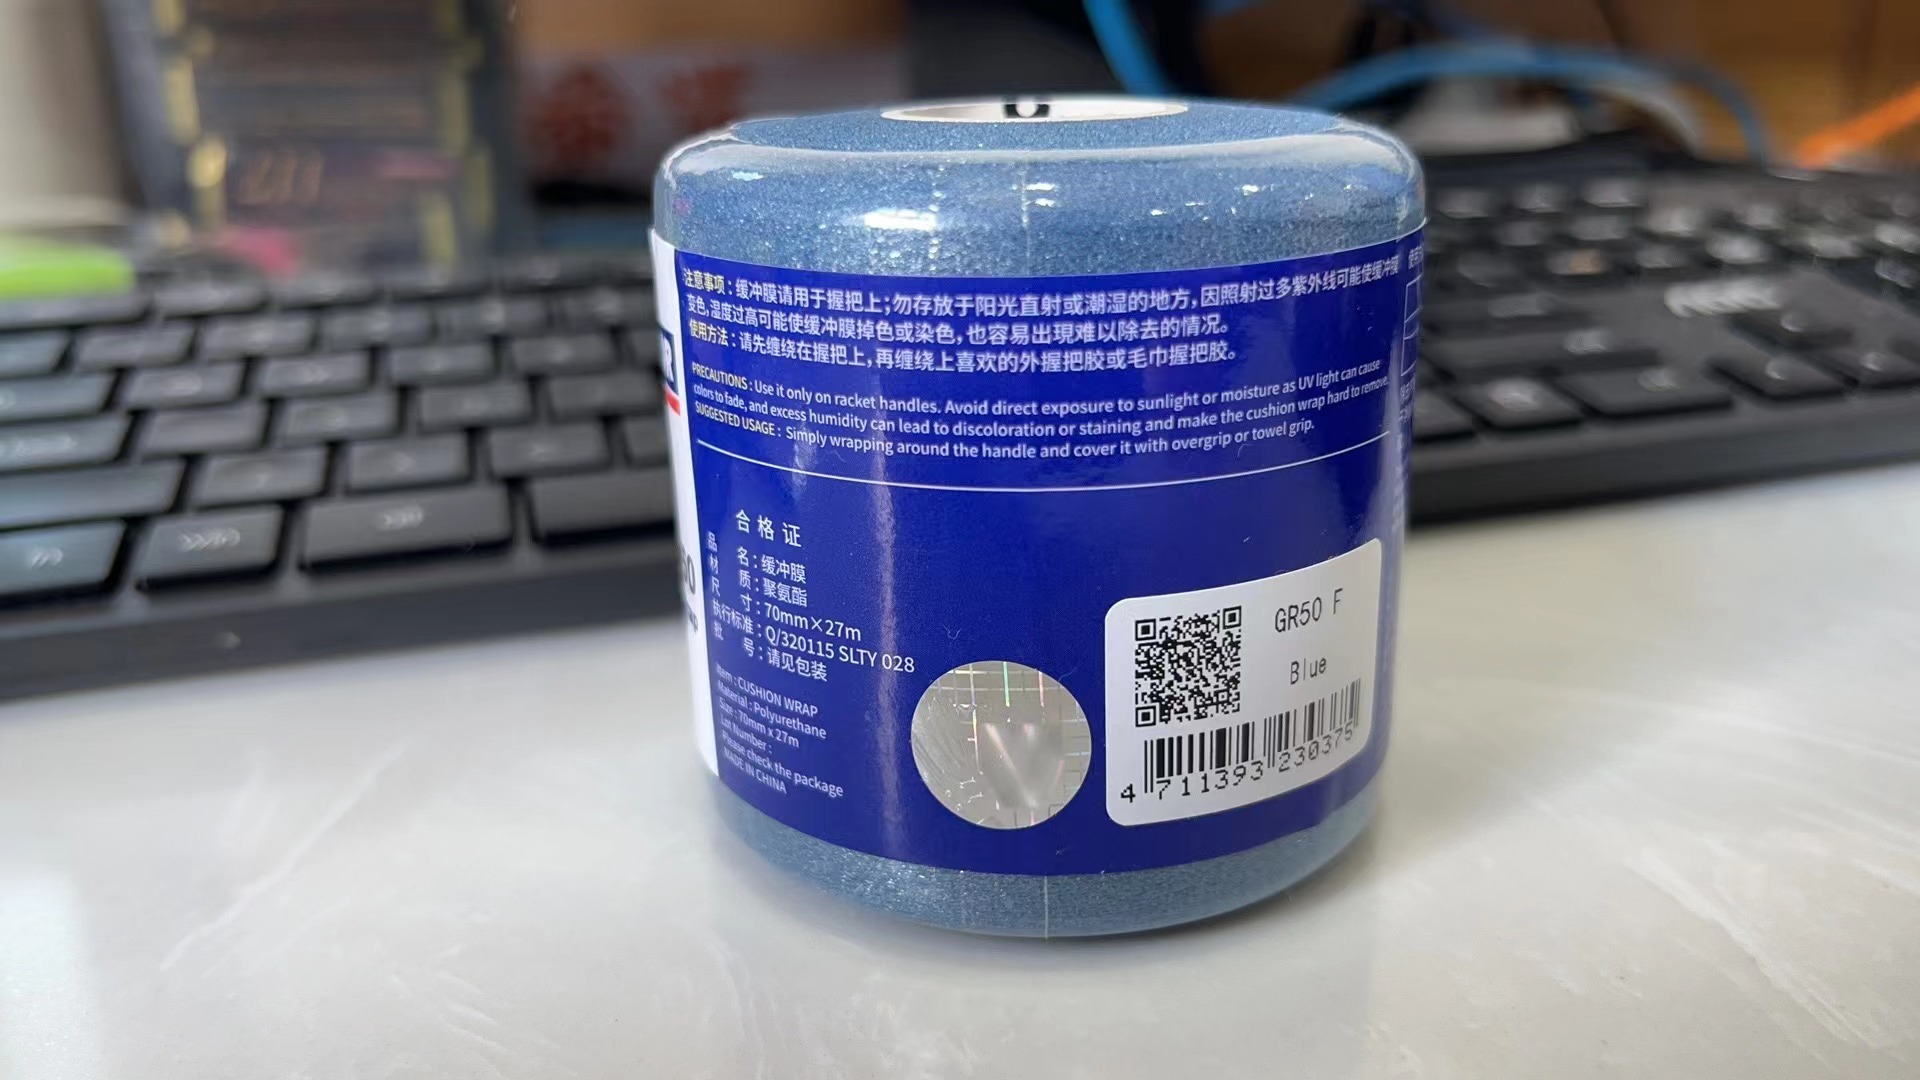 注意事项：缓冲膜请用于握把上；勿存放于阳光直射或潮湿的地方，因照射过多紫外线可能使缓冲膜
变色，湿度过高可能使缓冲膜掉色或染色，也容易出現难以除去的情况。
使用方法：请先缠绕在握把上，再缠绕上喜欢的外握把胶或毛巾握把胶。
PRECAUTIONS : Use it only on racket handles. Avoid direct exposure to sunlight or moisture as UV light can cause
colors to fade, and excess humidity can lead to discoloration or staining and make the cushion wrap hard to remove.
SUGGESTED USAGE : Simply wrapping around the handle and cover it with overgrip or towel grip.
合格证
品 名：缓冲膜
材 质：聚氨酯
尺 寸：70mm×27m
执行标准：Q/320115 SLTY 028
批 号：请见包装
Item : CUSHION WRAP
Material : Polyurethane
Size : 70mm x 27m
Lot Number :
Please check the package
MADE IN CHINA
GR50 F
Blue
4 711393 230375